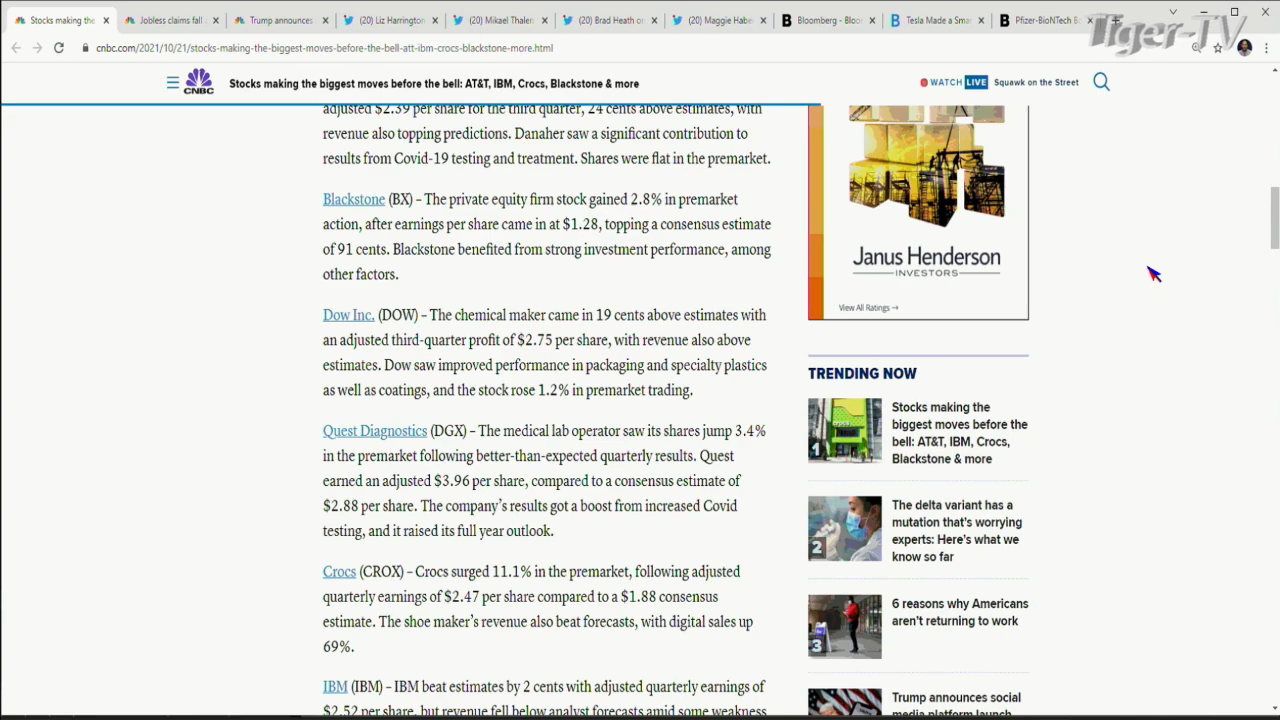 Stocks making the
Jobless claims fall
Trump announces
(20) Liz Harrington
(20) Mikael Thalen
(20) Brad Heath on
(20) Maggie Habe
Bloomberg - Bloo
Tesla Made a Sma
Pfizer-BioNTech B
Tiger-TV
cnbc.com/2021/10/21/stocks-making-the-biggest-moves-before-the-bell-att-ibm-crocs-blackstone-more.html
CNBC
Stocks making the biggest moves before the bell: AT&T, IBM, Crocs, Blackstone & more
WATCH LIVE Squawk on the Street
adjusted $2.39 per share for the third quarter, 24 cents above estimates, with
revenue also topping predictions. Danaher saw a significant contribution to
results from Covid-19 testing and treatment. Shares were flat in the premarket.
Blackstone (BX) – The private equity firm stock gained 2.8% in premarket
action, after earnings per share came in at $1.28, topping a consensus estimate
of 91 cents. Blackstone benefited from strong investment performance, among
other factors.
Dow Inc. (DOW) – The chemical maker came in 19 cents above estimates with
an adjusted third-quarter profit of $2.75 per share, with revenue also above
estimates. Dow saw improved performance in packaging and specialty plastics
as well as coatings, and the stock rose 1.2% in premarket trading.
Quest Diagnostics (DGX) – The medical lab operator saw its shares jump 3.4%
in the premarket following better-than-expected quarterly results. Quest
earned an adjusted $3.96 per share, compared to a consensus estimate of
$2.88 per share. The company's results got a boost from increased Covid
testing, and it raised its full year outlook.
Crocs (CROX) – Crocs surged 11.1% in the premarket, following adjusted
quarterly earnings of $2.47 per share compared to a $1.88 consensus
estimate. The shoe maker's revenue also beat forecasts, with digital sales up
69%.
IBM (IBM) – IBM beat estimates by 2 cents with adjusted quarterly earnings of
$2.52 per share, but revenue fell below analyst forecasts amid some weakness
Janus Henderson
INVESTORS
View All Ratings →
TRENDING NOW
1
Stocks making the
biggest moves before the
bell: AT&T, IBM, Crocs,
Blackstone & more
2
The delta variant has a
mutation that's worrying
experts: Here's what we
know so far
3
6 reasons why Americans
aren't returning to work
Trump announces social
media platform launch